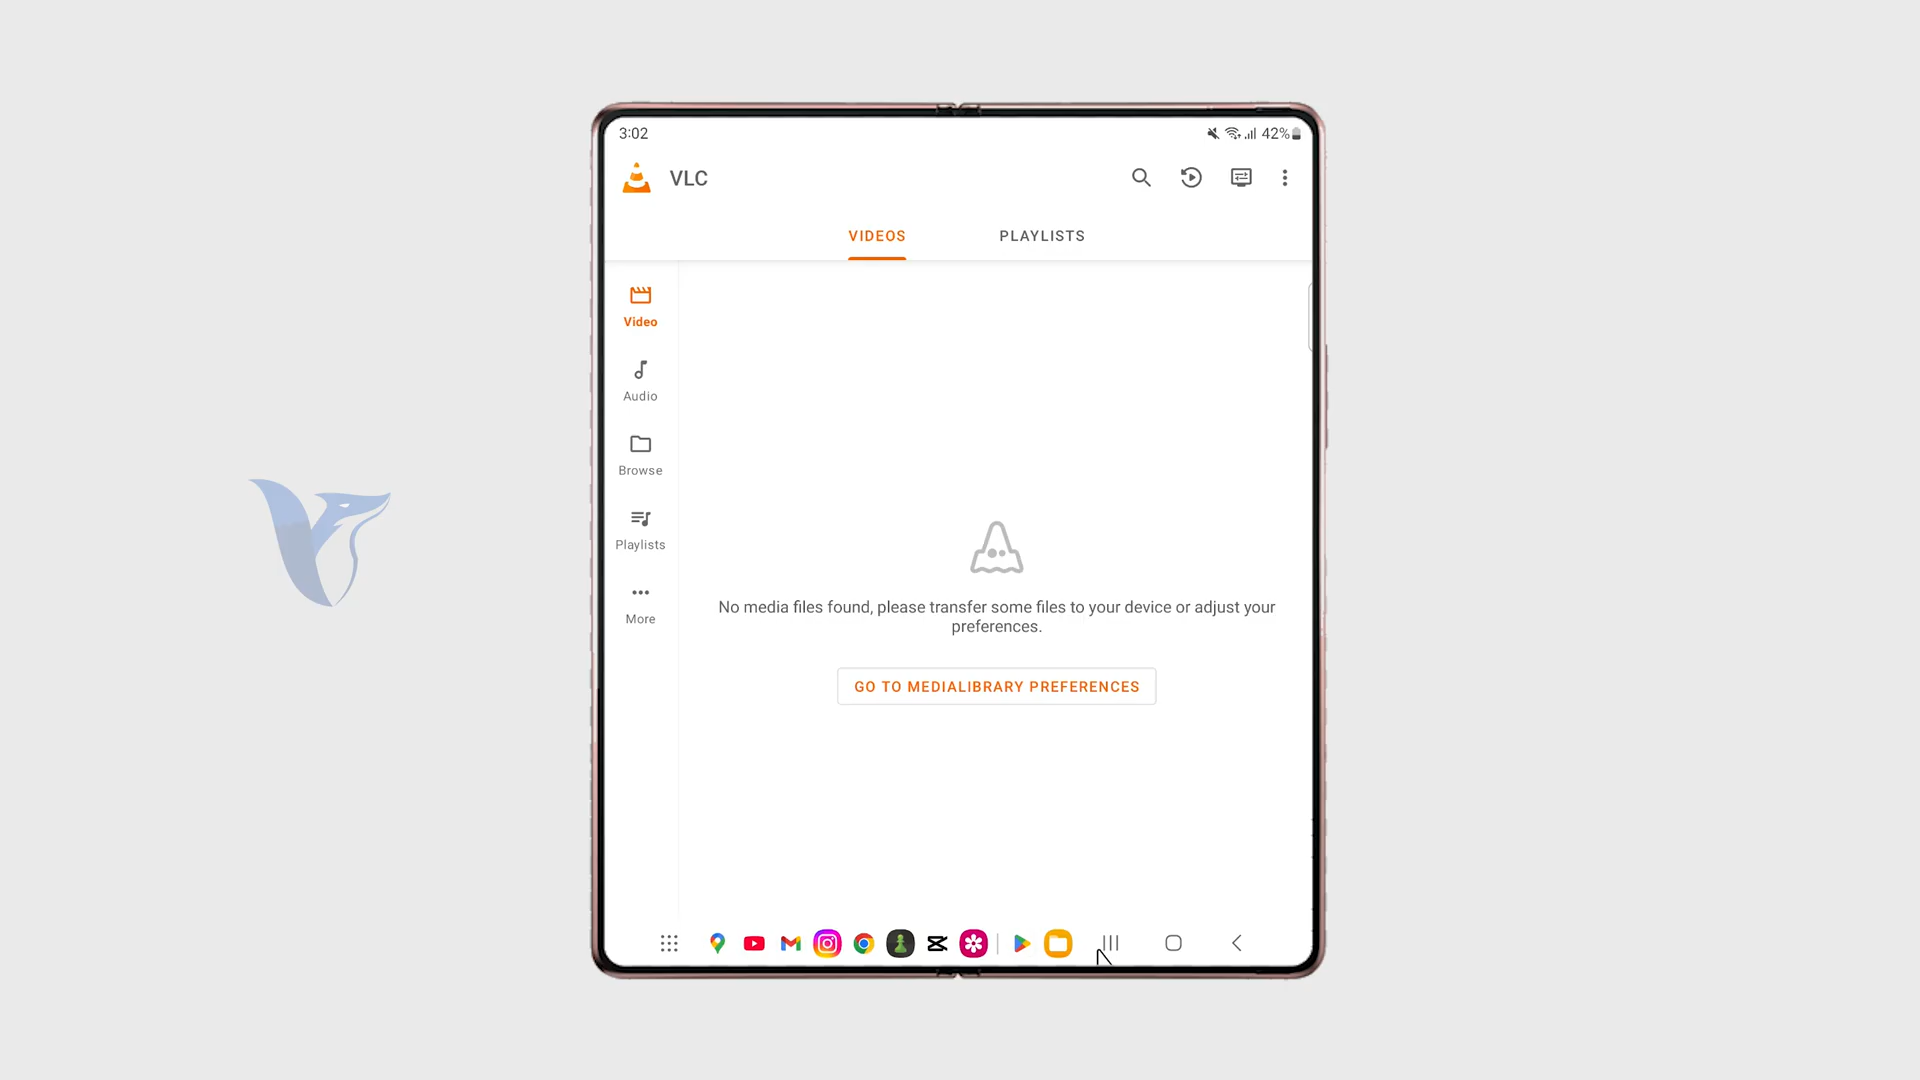 3:02
42%
VLC
VIDEOS
PLAYLISTS
Video
Audio
Browse
Playlists
More
No media files found, please transfer some files to your device or adjust your
preferences.
GO TO MEDIALIBRARY PREFERENCES